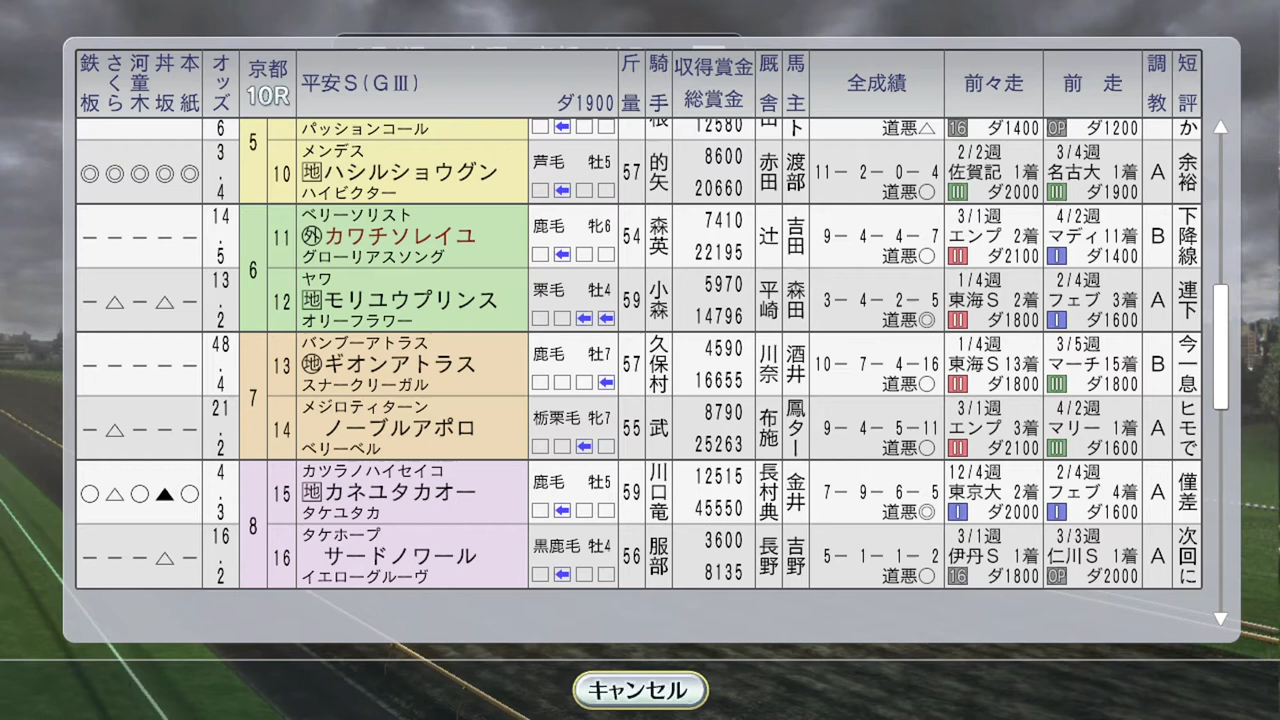 鉄板 さくら 河童木 丼坂 本紙 オッズ 京都10R 平安S(GⅢ) ダ1900 斤量 騎手 収得賞金 総賞金 厩舎 馬主 全成績 前々走 前 走 調教 短評
6 5 パッションコール 12580 ト 道悪△ 16 ダ1400 OP ダ1200 か
◎ ◎ ◎ ◎ ◎ 3.4 10 メンデス 地 ハシルショウグン ハイビクター 芦毛 牡5 57 的矢 8600 20660 赤田 渡部 11－ 2－ 0－ 4 道悪○ 2/2週 佐賀記 1着 Ⅲ ダ2000 3/4週 名古大 1着 Ⅲ ダ1900 A 余裕
－ － － － － 14.5 6 11 ベリーソリスト 外 カワチソレイユ グローリアスソング 鹿毛 牝6 54 森英 7410 22195 辻 吉田 9－ 4－ 4－ 7 道悪○ 3/1週 エンプ 2着 Ⅱ ダ2100 4/2週 マディ 11着 Ⅰ ダ1400 B 下降線
－ △ － △ － 13.2 12 ヤワ 地 モリユウプリンス オリーフラワー 栗毛 牡4 59 小森 5970 14796 平崎 森田 3－ 4－ 2－ 5 道悪◎ 1/4週 東海S 2着 Ⅱ ダ1800 2/4週 フェブ 3着 Ⅰ ダ1600 A 連下
－ － － － － 48.4 7 13 バンブーアトラス 地 ギオンアトラス スナークリーガル 鹿毛 牡7 57 久保村 4590 16655 川奈 酒井 10－ 7－ 4－16 道悪○ 1/4週 東海S 13着 Ⅱ ダ1800 3/5週 マーチ 15着 Ⅲ ダ1800 B 今一息
－ △ － － － 21.2 14 メジロティターン ノーブルアポロ ベリーベル 栃栗毛 牝7 55 武 8790 25263 布施 鳳ター 9－ 4－ 5－11 道悪○ 3/1週 エンプ 3着 Ⅱ ダ2100 4/2週 マリー 1着 Ⅲ ダ1600 A ヒモで
○ △ ○ ▲ ○ 4.3 8 15 カツラノハイセイコ 地 カネユタカオー タケユタカ 鹿毛 牡5 59 川口竜 12515 45550 長村典 金井 7－ 9－ 6－ 5 道悪◎ 12/4週 東京大 2着 Ⅰ ダ2000 2/4週 フェブ 4着 Ⅰ ダ1600 A 僅差
－ － － △ － 16.2 16 タケホープ サードノワール イエローグルーヴ 黒鹿毛 牡4 56 服部 3600 8135 長野 吉野 5－ 1－ 1－ 2 道悪○ 3/1週 伊丹S 1着 16 ダ1800 3/3週 仁川S 1着 OP ダ2000 A 次回に
キャンセル